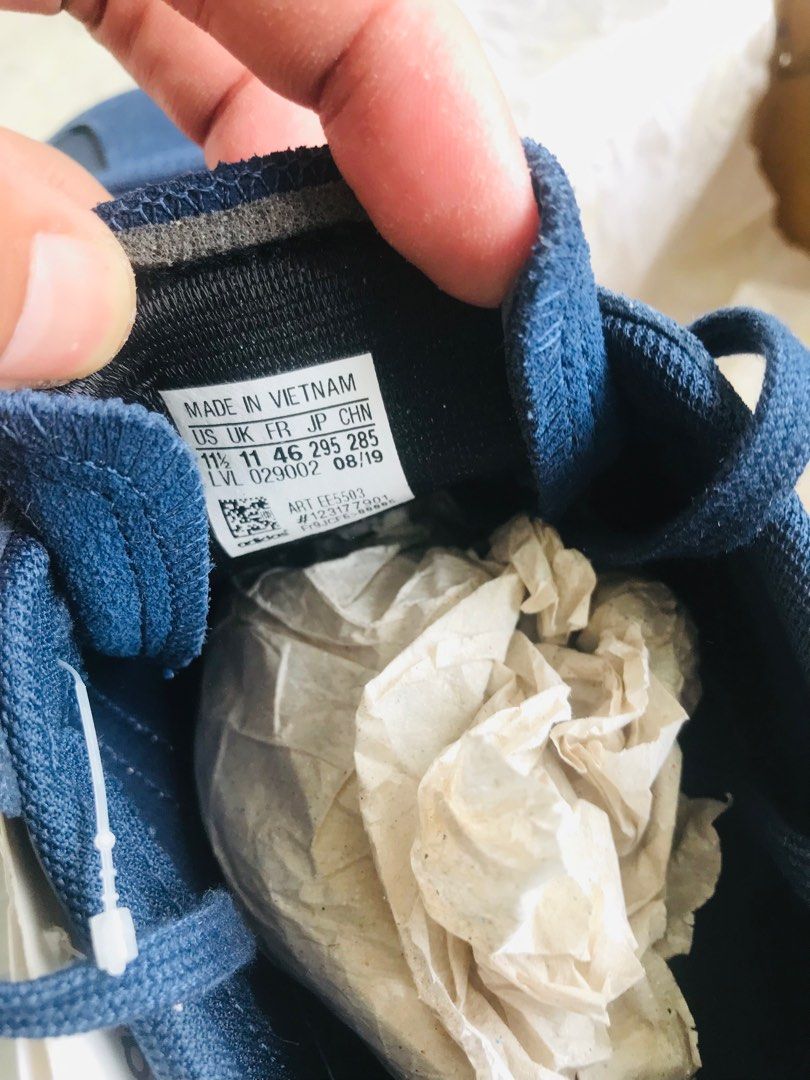 MADE IN VIETNAM
US UK FR JP CHN
11½ 11 46 295 285
LVL 029002 08/19
ART EE5503
#123177901
adidas